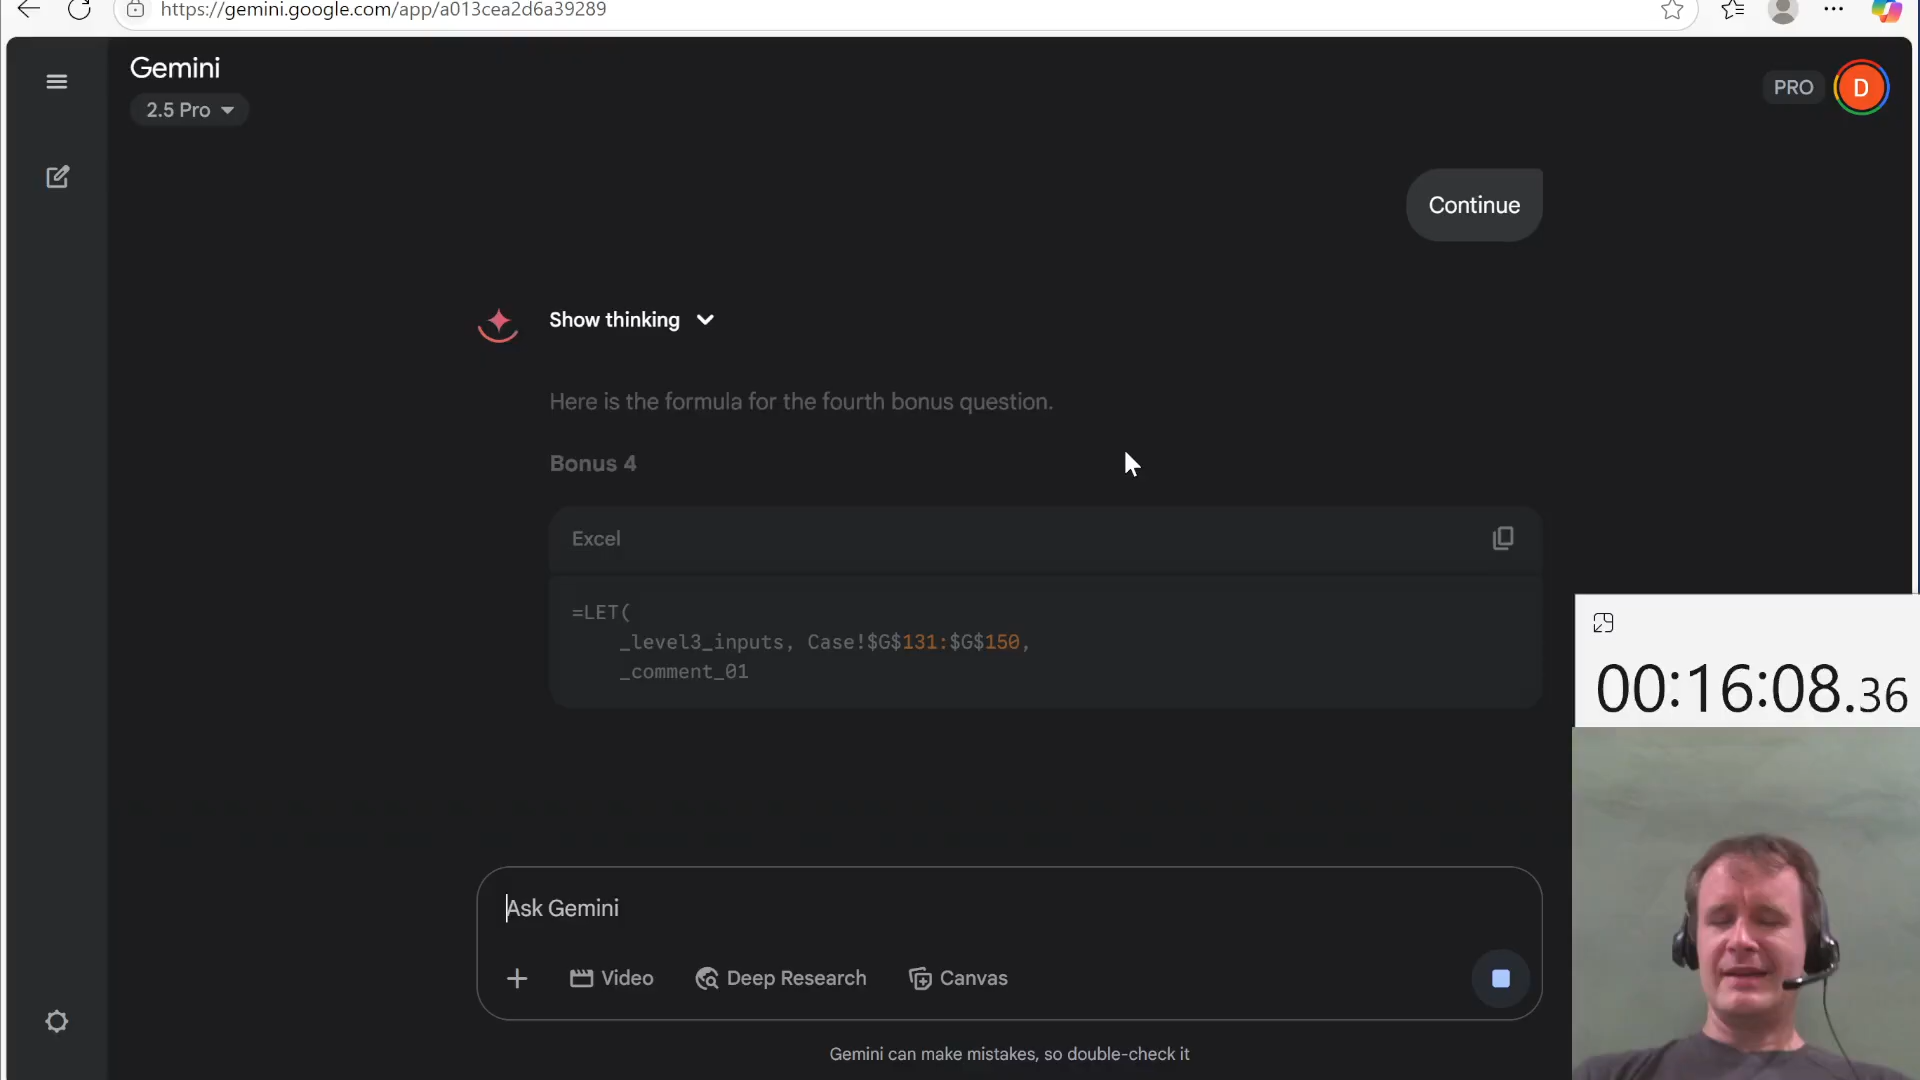 https://gemini.google.com/app/a013cea2d6a39289
Gemini
2.5 Pro
PRO
D
Continue
Show thinking
Here is the formula for the fourth bonus question.
Bonus 4
Excel
=LET(
_level3_inputs, Case!$G$131:$G$150,
_comment_01
00:16:08.36
Ask Gemini
Video
Deep Research
Canvas
Gemini can make mistakes, so double-check it